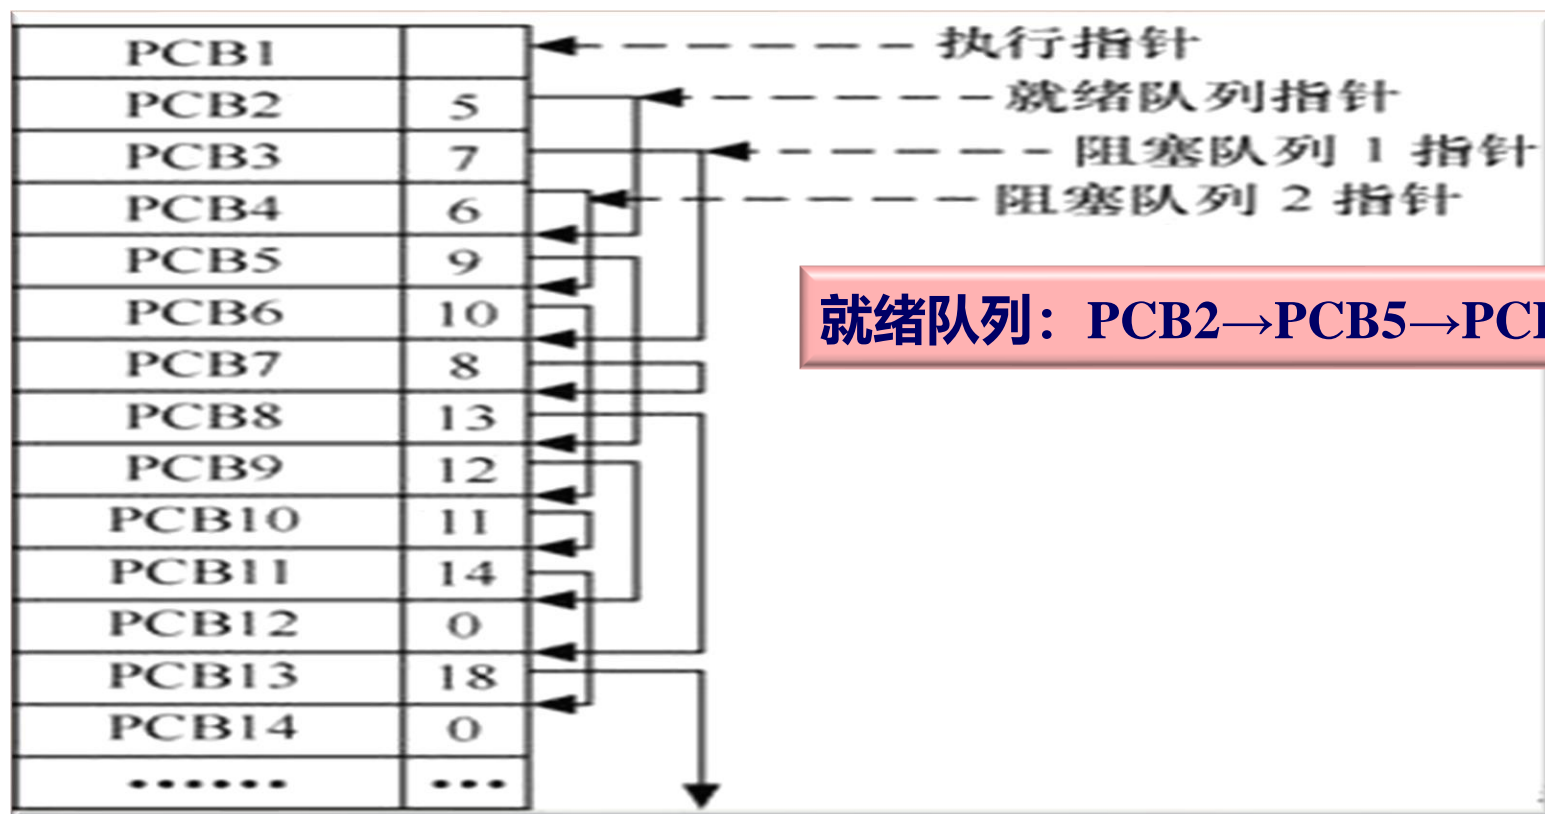 PCB1 执行指针
PCB2 5 就绪队列指针
PCB3 7 阻塞队列 1 指针
PCB4 6 阻塞队列 2 指针
PCB5 9
PCB6 10
就绪队列：PCB2→PCB5→PC
PCB7 8
PCB8 13
PCB9 12
PCB10 11
PCB11 14
PCB12 0
PCB13 18
PCB14 0
…… …